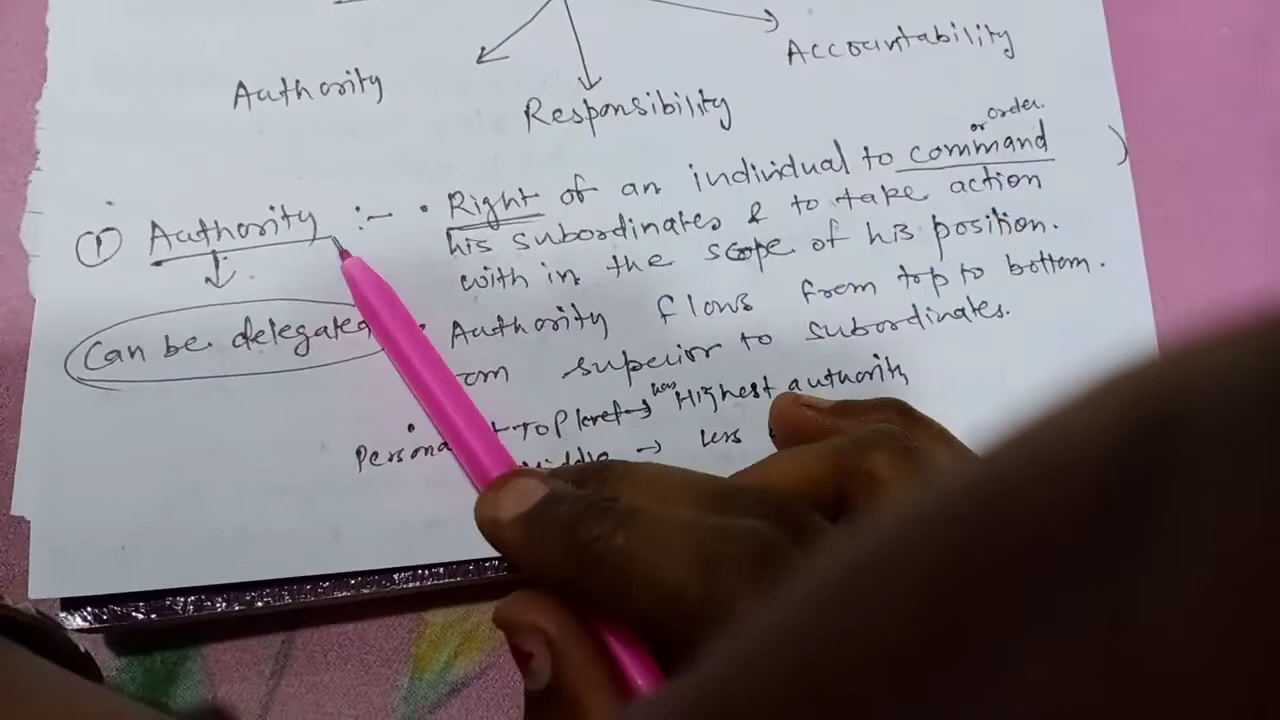 Authority
Responsibility
Accountability
① Authority :- • Right of an individual to command or order.
his subordinates & to take action
with in the scope of his position.
• Authority flows from top to bottom.
can be delegated
superior to subordinates.
Top level → has Highest authority
→ less